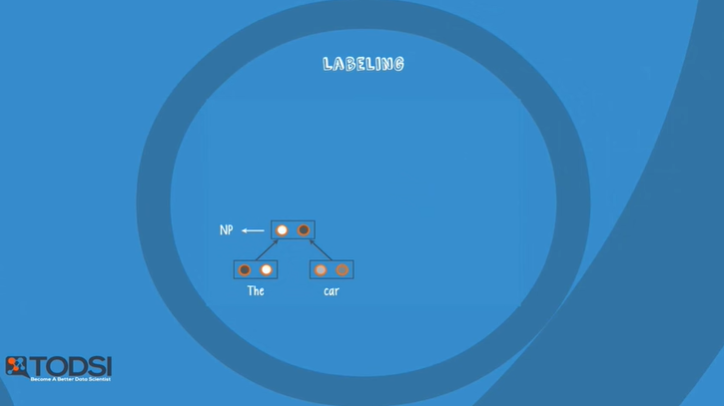 LABELING
NP
The
car
TODSI
Become A Better Data Scientist